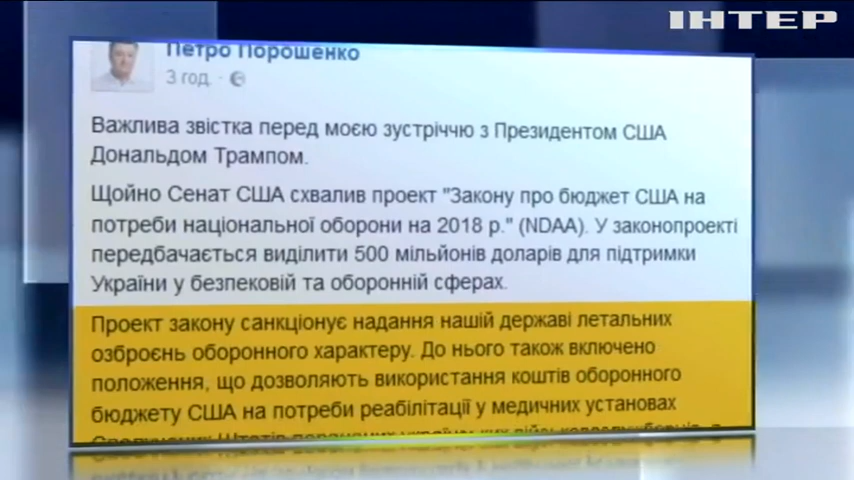 ІНТЕР
Петро Порошенко
3 год. ·
Важлива звістка перед моєю зустріччю з Президентом США
Дональдом Трампом.
Щойно Сенат США схвалив проект "Закону про бюджет США на
потреби національної оборони на 2018 р." (NDAA). У законопроекті
передбачається виділити 500 мільйонів доларів для підтримки
України у безпековій та оборонній сферах.
Проект закону санкціонує надання нашій державі летальних
озброєнь оборонного характеру. До нього також включено
положення, що дозволяють використання коштів оборонного
бюджету США на потреби реабілітації у медичних установах
Сполучених Штатів поранених